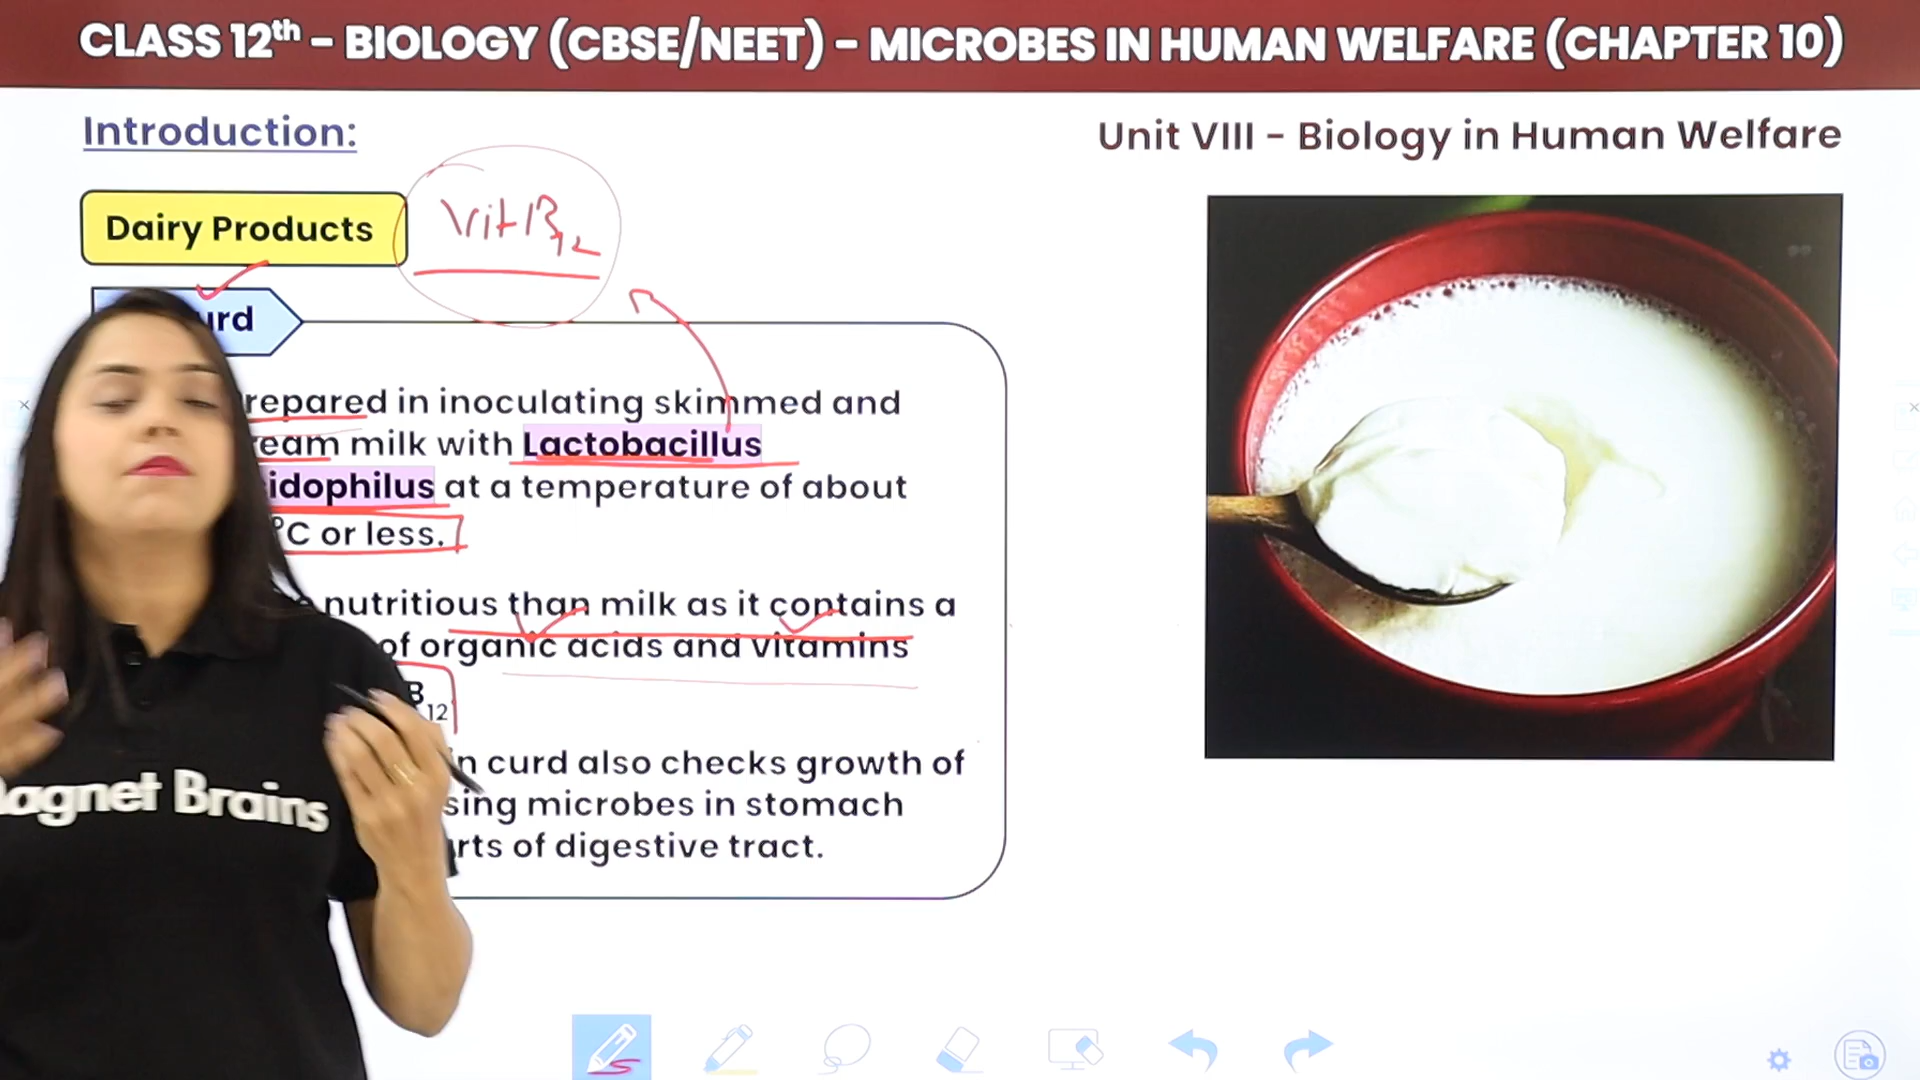 CLASS 12th – BIOLOGY (CBSE/NEET) – MICROBES IN HUMAN WELFARE (CHAPTER 10)
Introduction:
Unit VIII – Biology in Human Welfare
Dairy Products
Vit B12
urd
repared in inoculating skimmed and
eam milk with Lactobacillus
idophilus at a temperature of about
°C or less.
nutritious than milk as it contains a
of organic acids and vitamins
B12
in curd also checks growth of
sing microbes in stomach
rts of digestive tract.
agnet Brains